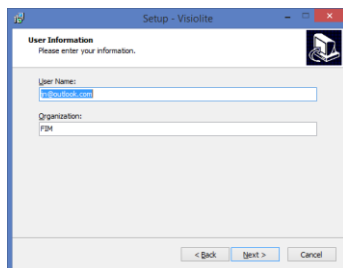 Setup - Visiolite
User Information
Please enter your information.
User Name:
n@outlook.com
Organization:
FIM
< Back
Next >
Cancel